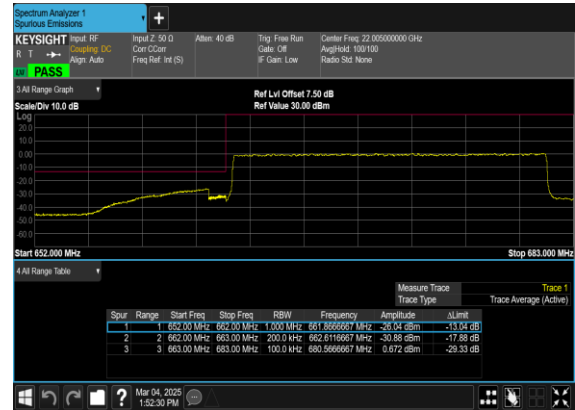 Spectrum Analyzer 1
Spurious Emissions
+
KEYSIGHT Input: RF Input Z: 50 Ω Atten: 40 dB Trig: Free Run Center Freq: 22.005000000 GHz
R T Coupling: DC Corr CCorr Gate: Off Avg|Hold: 100/100
Align: Auto Freq Ref: Int (S) IF Gain: Low Radio Std: None
LXI PASS
3 All Range Graph
Ref Lvl Offset 7.50 dB
Scale/Div 10.0 dB Ref Value 30.00 dBm
Log
20.0
10.0
0.00
-10.0
-20.0
-30.0
-40.0
-50.0
-60.0
Start 652.000 MHz Stop 683.000 MHz
4 All Range Table
Measure Trace Trace 1
Trace Type Trace Average (Active)
Spur Range Start Freq Stop Freq RBW Frequency Amplitude ΔLimit
1 1 652.00 MHz 662.00 MHz 1.000 MHz 661.8666667 MHz -26.04 dBm -13.04 dB
2 2 662.00 MHz 663.00 MHz 200.0 kHz 662.6116667 MHz -30.88 dBm -17.88 dB
3 3 663.00 MHz 683.00 MHz 100.0 kHz 680.5666667 MHz 0.672 dBm -29.33 dB
? Mar 04, 2025
1:52:30 PM